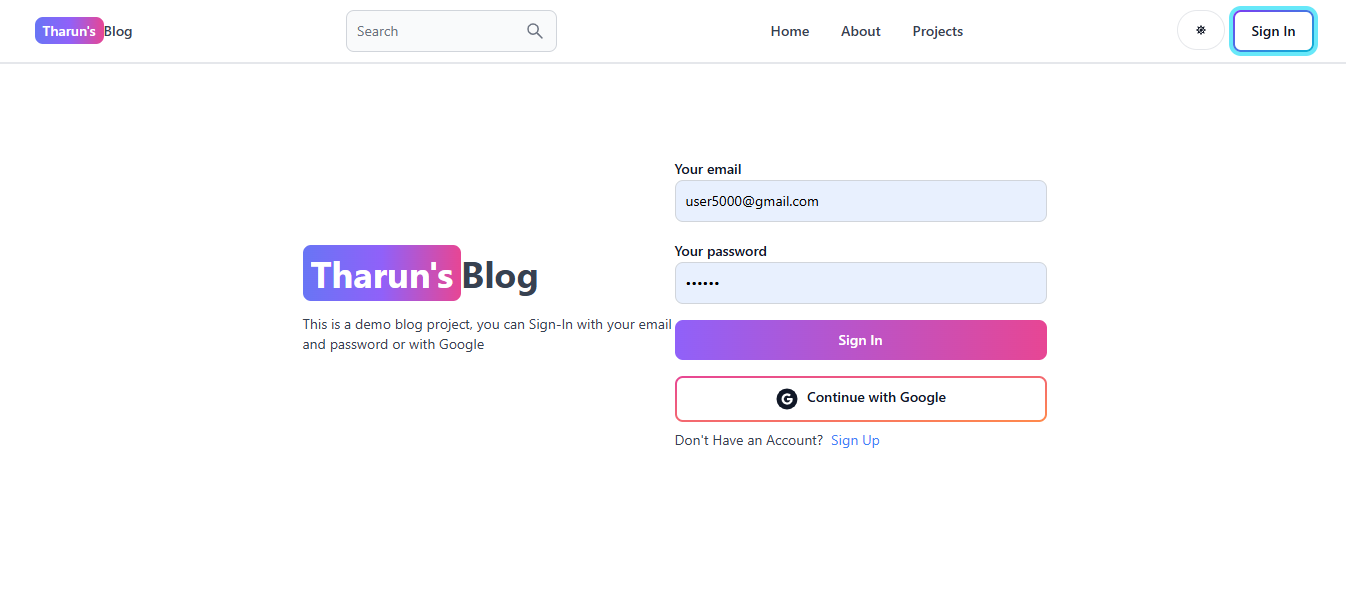 Tharun's Blog
Search
Home
About
Projects
Sign In
Your email
user5000@gmail.com
Your password
••••••
Tharun's Blog
This is a demo blog project, you can Sign-In with your email
and password or with Google
Sign In
Continue with Google
Don't Have an Account? Sign Up